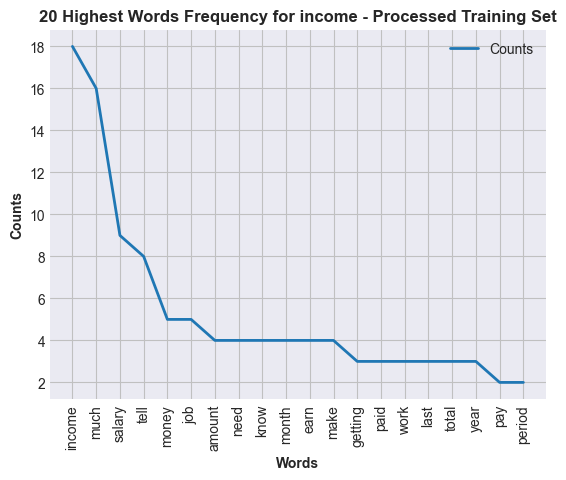 20 Highest Words Frequency for income - Processed Training Set
Counts
18
16
14
12
10
8
6
4
2
Counts
income
much
salary
tell
money
job
amount
need
know
month
earn
make
getting
paid
work
last
total
year
pay
period
Words